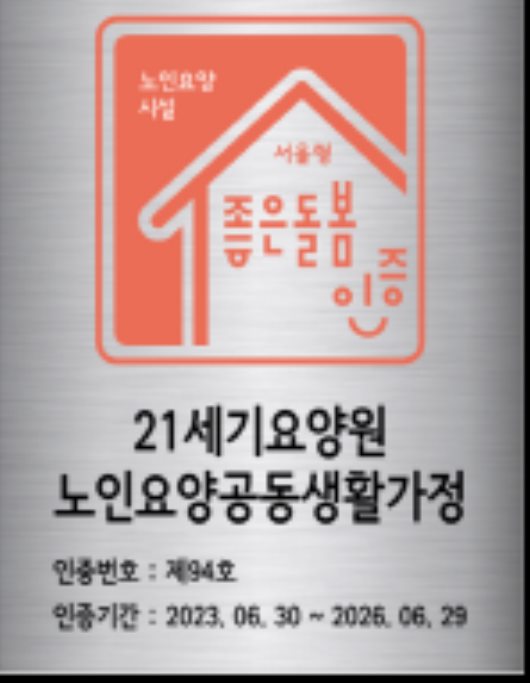 노인요양
시설
서울형
좋은돌봄
인증
21세기요양원
노인요양공동생활가정
인증번호 : 제94호
인증기간 : 2023. 06. 30 ~ 2026. 06. 29